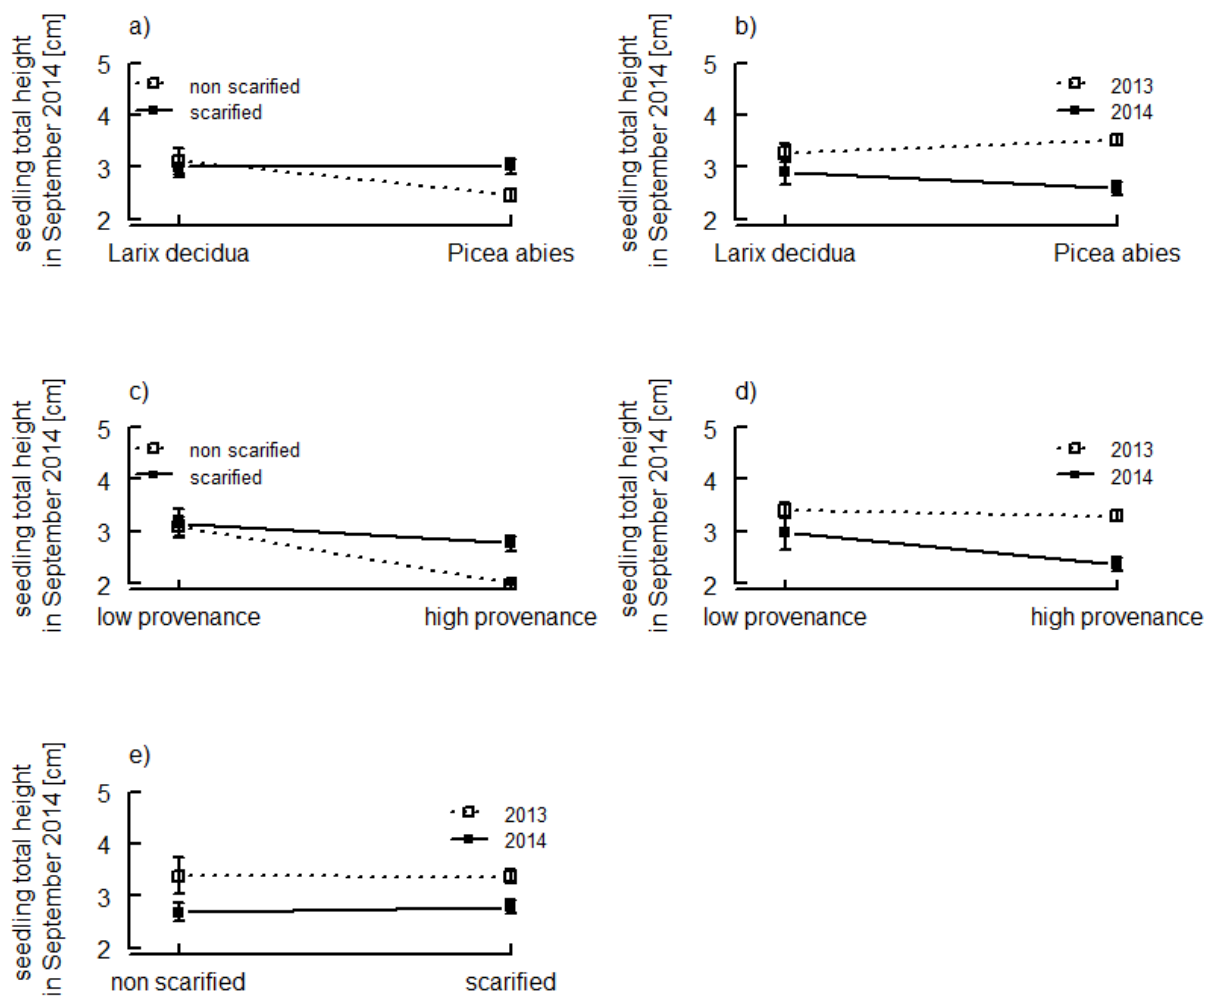 a)
seedling total height
in September 2014 [cm]
5
4
3
2
non scarified
scarified
Larix decidua
Picea abies
b)
seedling total height
in September 2014 [cm]
5
4
3
2
2013
2014
Larix decidua
Picea abies
c)
seedling total height
in September 2014 [cm]
5
4
3
2
non scarified
scarified
low provenance
high provenance
d)
seedling total height
in September 2014 [cm]
5
4
3
2
2013
2014
low provenance
high provenance
e)
seedling total height
in September 2014 [cm]
5
4
3
2
2013
2014
non scarified
scarified